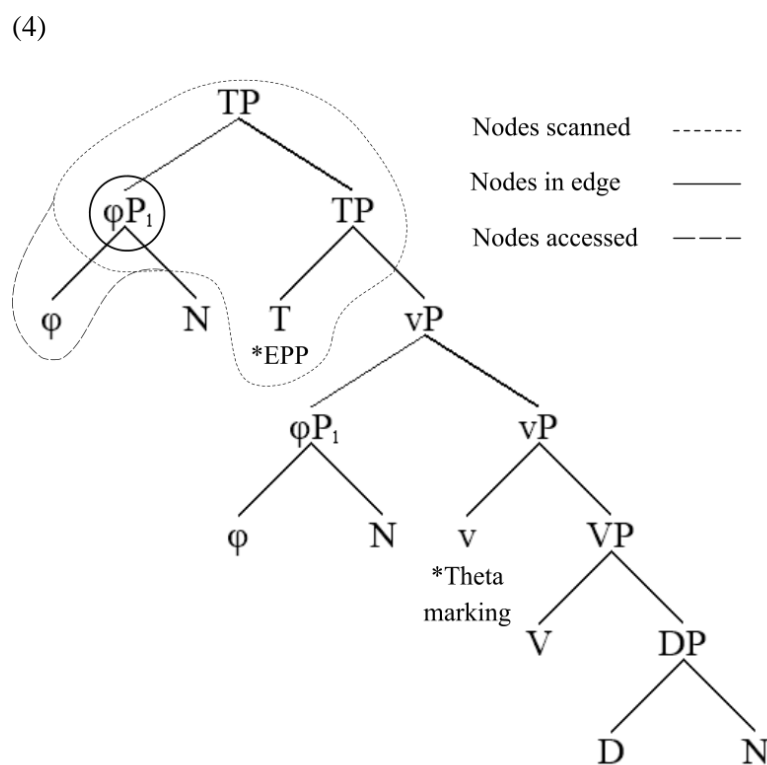 (4)
TP
Nodes scanned
Nodes in edge
φP₁ TP
Nodes accessed
φ N T vP
*EPP
φP₁ vP
φ N v VP
*Theta
marking
V DP
D N